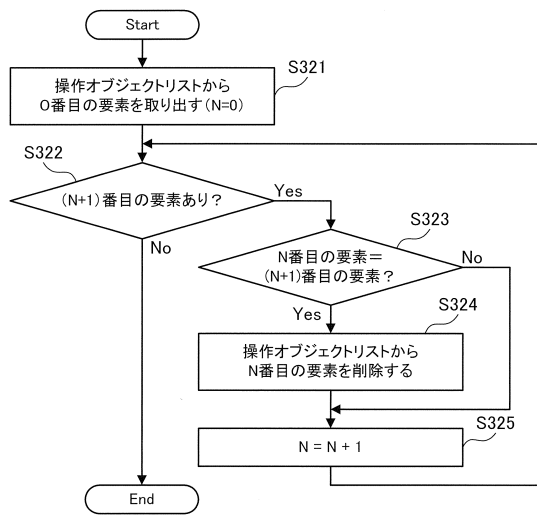 Start
S321
操作オブジェクトリストから
0番目の要素を取り出す(N=0)
S322
(N+1)番目の要素あり?
Yes
No
S323
N番目の要素=
(N+1)番目の要素?
No
Yes
S324
操作オブジェクトリストから
N番目の要素を削除する
S325
N = N + 1
End